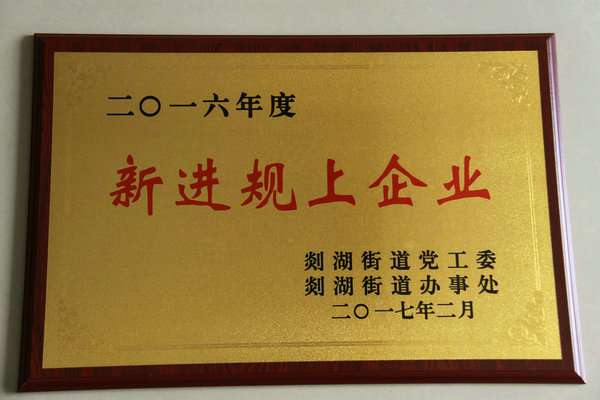 二〇一六年度
新进规上企业
剡湖街道党工委
剡湖街道办事处
二〇一七年二月